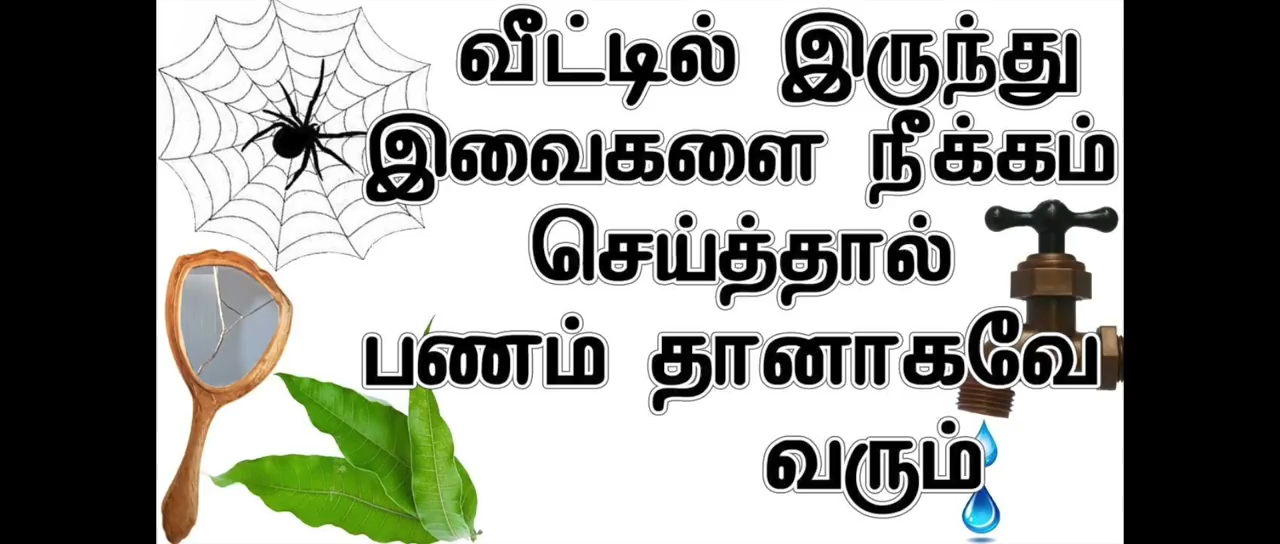 வீட்டில் இருந்து
இவைகளை நீக்கம்
செய்த்தால்
பணம் தானாகவே
வரும்